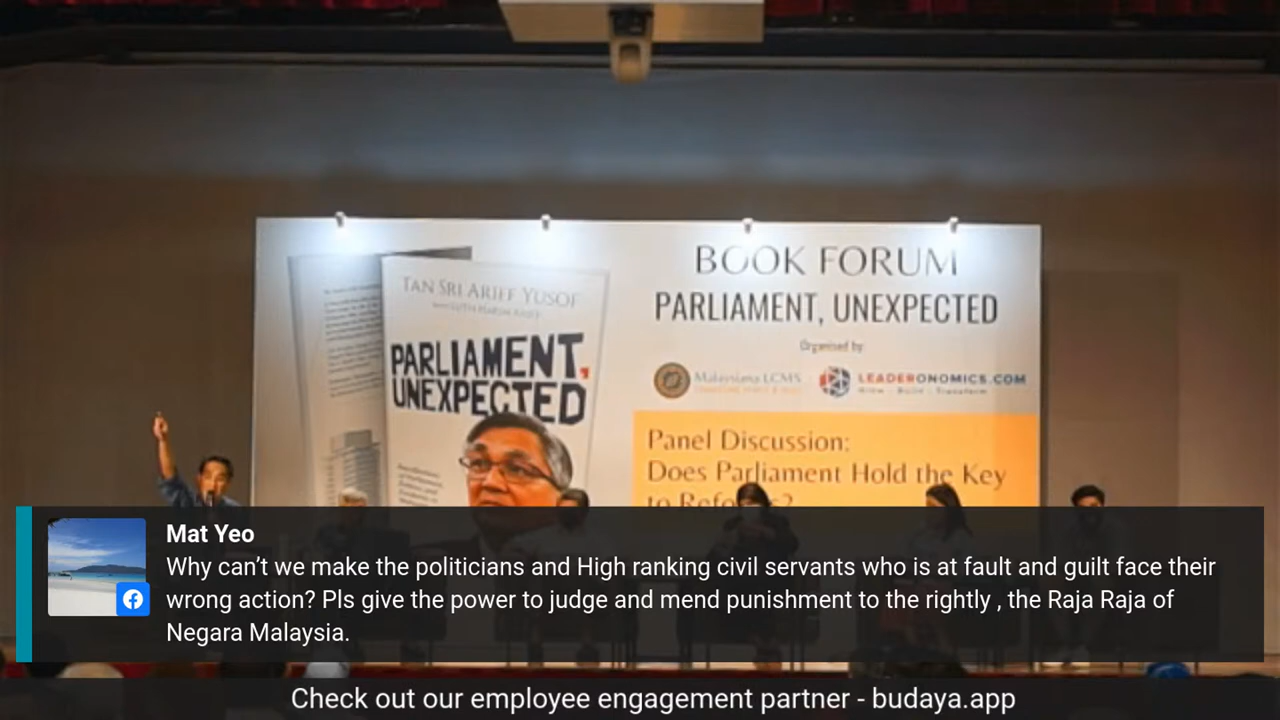 BOOK FORUM
PARLIAMENT, UNEXPECTED
Organised by
Malaysiana LCMS
LEADERONOMICS.COM
Panel Discussion:
Does Parliament Hold the Key
to
TAN SRI ARIFF YUSOF
PARLIAMENT,
UNEXPECTED
Mat Yeo
Why can’t we make the politicians and High ranking civil servants who is at fault and guilt face their
wrong action? Pls give the power to judge and mend punishment to the rightly , the Raja Raja of
Negara Malaysia.
Check out our employee engagement partner - budaya.app